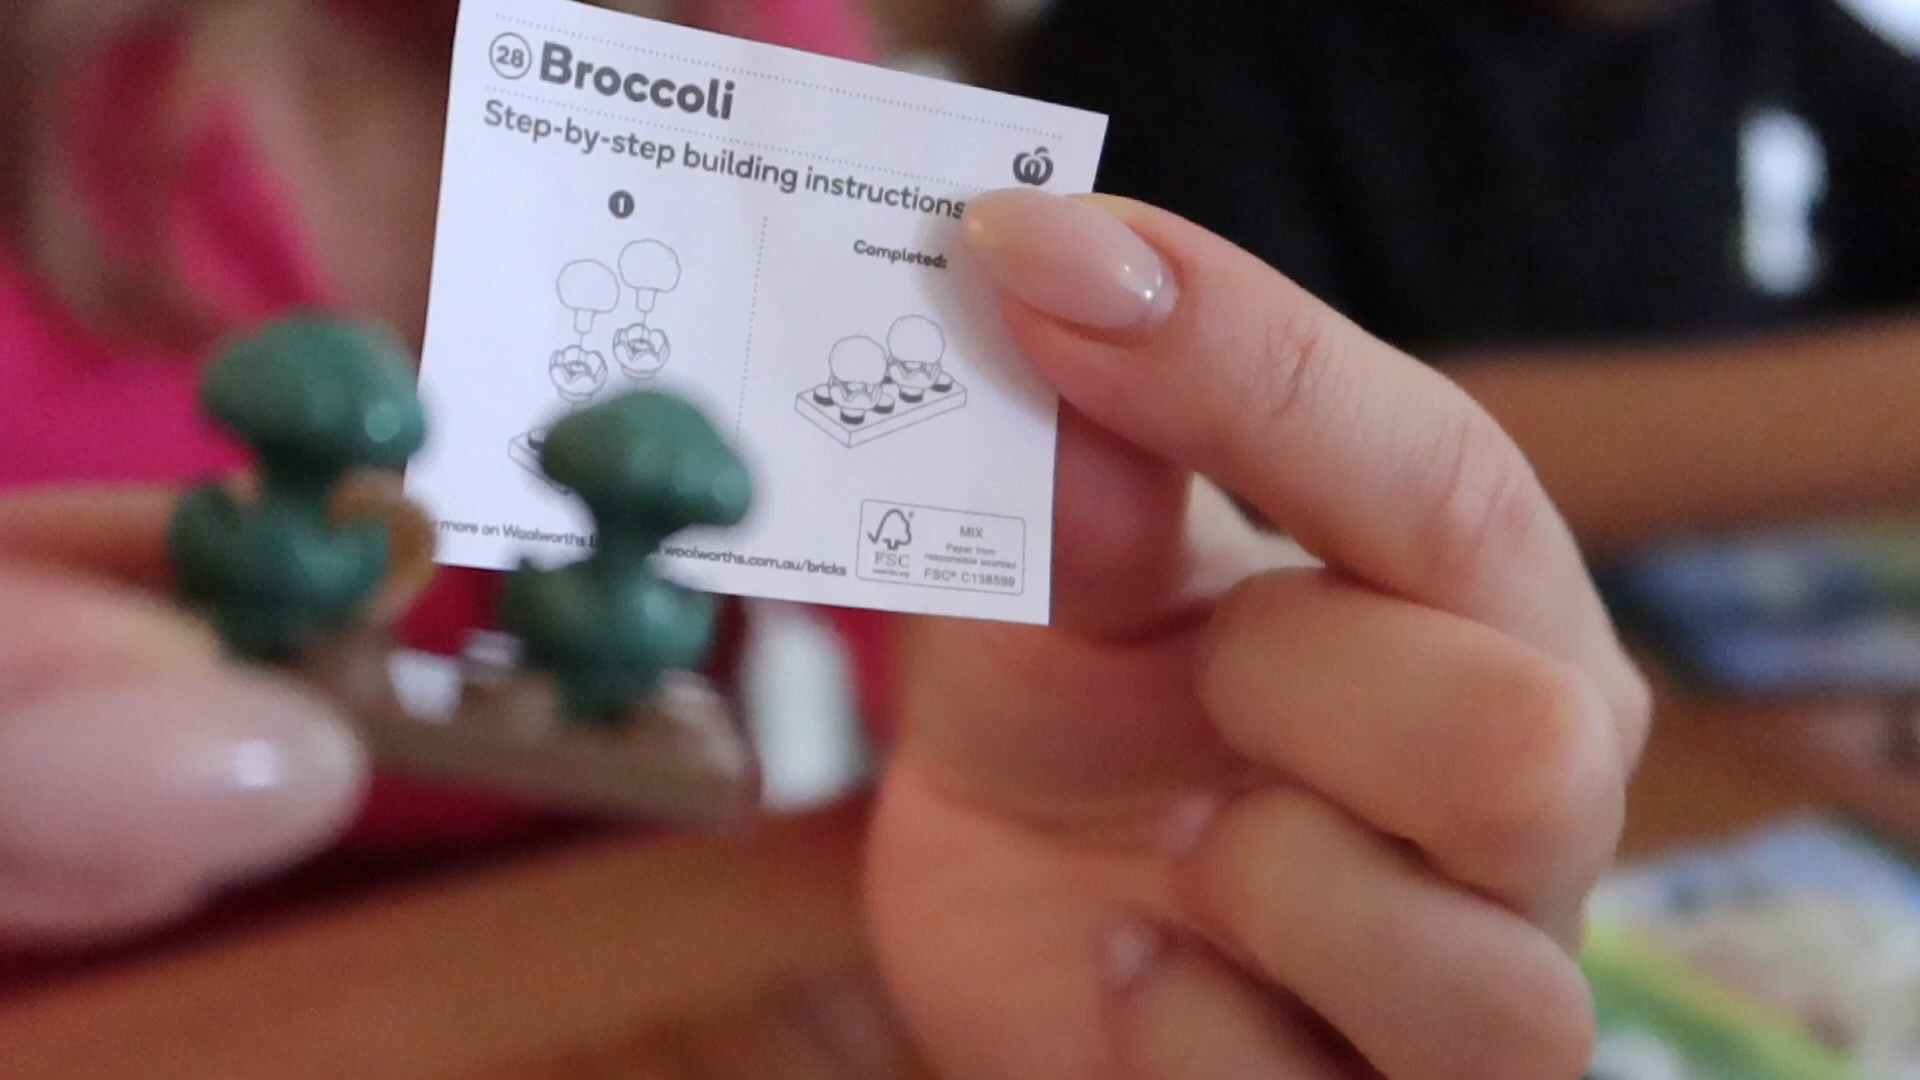 28 Broccoli
Step-by-step building instructions
1
Completed:
more on Woolworths
woolworths.com.au/bricks
FSC
MIX
Paper from
responsible sources
FSC® C138599